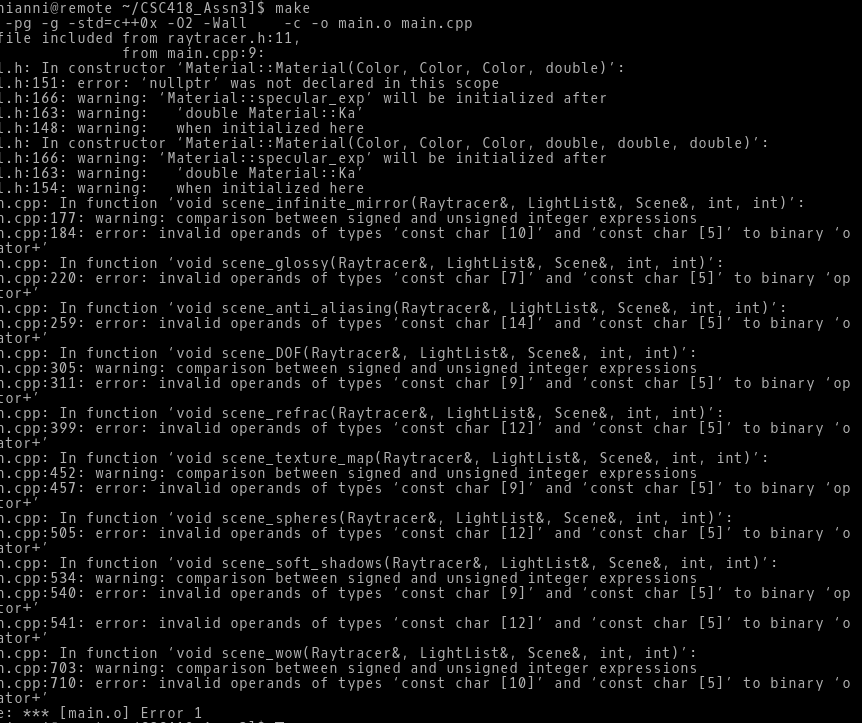 nianni@remote ~/CSC418_Assn3]$ make
-pg -g -std=c++0x -O2 -Wall    -c -o main.o main.cpp
file included from raytracer.h:11,
from main.cpp:9:
l.h: In constructor ‘Material::Material(Color, Color, Color, double)’:
l.h:151: error: ‘nullptr’ was not declared in this scope
l.h:166: warning: ‘Material::specular_exp’ will be initialized after
l.h:163: warning:   ‘double Material::Ka’
l.h:148: warning:   when initialized here
l.h: In constructor ‘Material::Material(Color, Color, Color, double, double, double)’:
l.h:166: warning: ‘Material::specular_exp’ will be initialized after
l.h:163: warning:   ‘double Material::Ka’
l.h:154: warning:   when initialized here
n.cpp: In function ‘void scene_infinite_mirror(Raytracer&, LightList&, Scene&, int, int)’:
n.cpp:177: warning: comparison between signed and unsigned integer expressions
n.cpp:184: error: invalid operands of types ‘const char [10]’ and ‘const char [5]’ to binary ‘o
ator+’
n.cpp: In function ‘void scene_glossy(Raytracer&, LightList&, Scene&, int, int)’:
n.cpp:220: error: invalid operands of types ‘const char [7]’ and ‘const char [5]’ to binary ‘op
tor+’
n.cpp: In function ‘void scene_anti_aliasing(Raytracer&, LightList&, Scene&, int, int)’:
n.cpp:259: error: invalid operands of types ‘const char [14]’ and ‘const char [5]’ to binary ‘o
ator+’
n.cpp: In function ‘void scene_DOF(Raytracer&, LightList&, Scene&, int, int)’:
n.cpp:305: warning: comparison between signed and unsigned integer expressions
n.cpp:311: error: invalid operands of types ‘const char [9]’ and ‘const char [5]’ to binary ‘op
tor+’
n.cpp: In function ‘void scene_refrac(Raytracer&, LightList&, Scene&, int, int)’:
n.cpp:399: error: invalid operands of types ‘const char [12]’ and ‘const char [5]’ to binary ‘o
ator+’
n.cpp: In function ‘void scene_texture_map(Raytracer&, LightList&, Scene&, int, int)’:
n.cpp:452: warning: comparison between signed and unsigned integer expressions
n.cpp:457: error: invalid operands of types ‘const char [9]’ and ‘const char [5]’ to binary ‘op
tor+’
n.cpp: In function ‘void scene_spheres(Raytracer&, LightList&, Scene&, int, int)’:
n.cpp:505: error: invalid operands of types ‘const char [12]’ and ‘const char [5]’ to binary ‘o
ator+’
n.cpp: In function ‘void scene_soft_shadows(Raytracer&, LightList&, Scene&, int, int)’:
n.cpp:534: warning: comparison between signed and unsigned integer expressions
n.cpp:540: error: invalid operands of types ‘const char [9]’ and ‘const char [5]’ to binary ‘op
tor+’
n.cpp:541: error: invalid operands of types ‘const char [12]’ and ‘const char [5]’ to binary ‘o
ator+’
n.cpp: In function ‘void scene_wow(Raytracer&, LightList&, Scene&, int, int)’:
n.cpp:703: warning: comparison between signed and unsigned integer expressions
n.cpp:710: error: invalid operands of types ‘const char [10]’ and ‘const char [5]’ to binary ‘o
ator+’
e: *** [main.o] Error 1